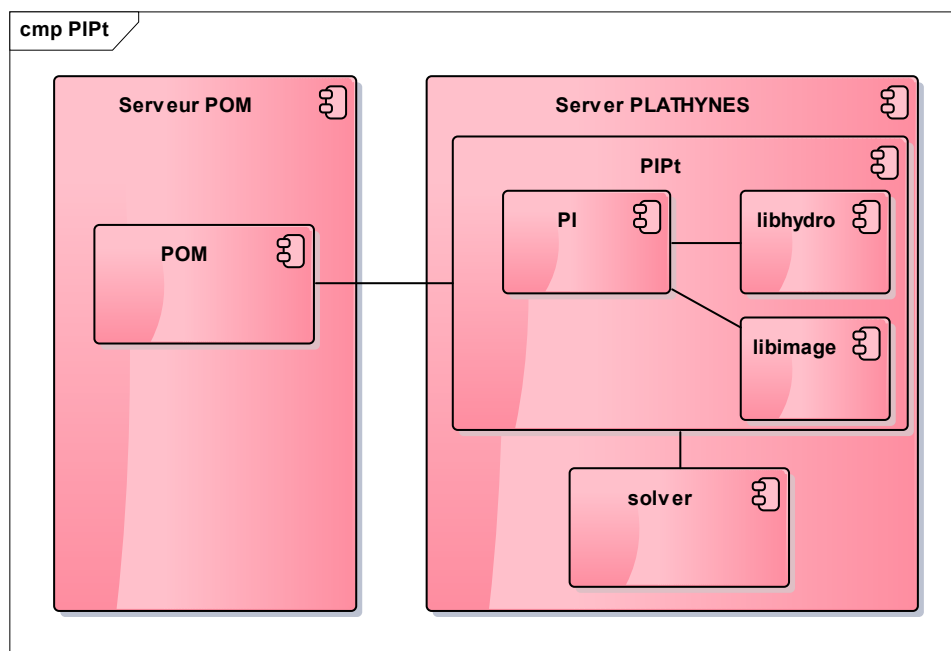 cmp PIPt
Serveur POM
POM
Server PLATHYNES
PIPt
PI
libhydro
libimage
solver